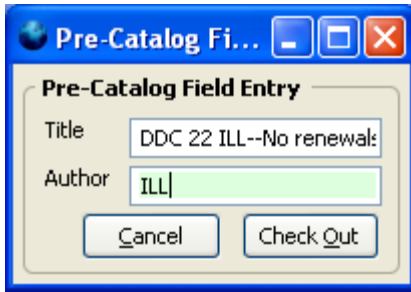 Pre-Catalog Fi...
Pre-Catalog Field Entry
Title DDC 22 ILL--No renewals
Author ILL
Cancel Check Out